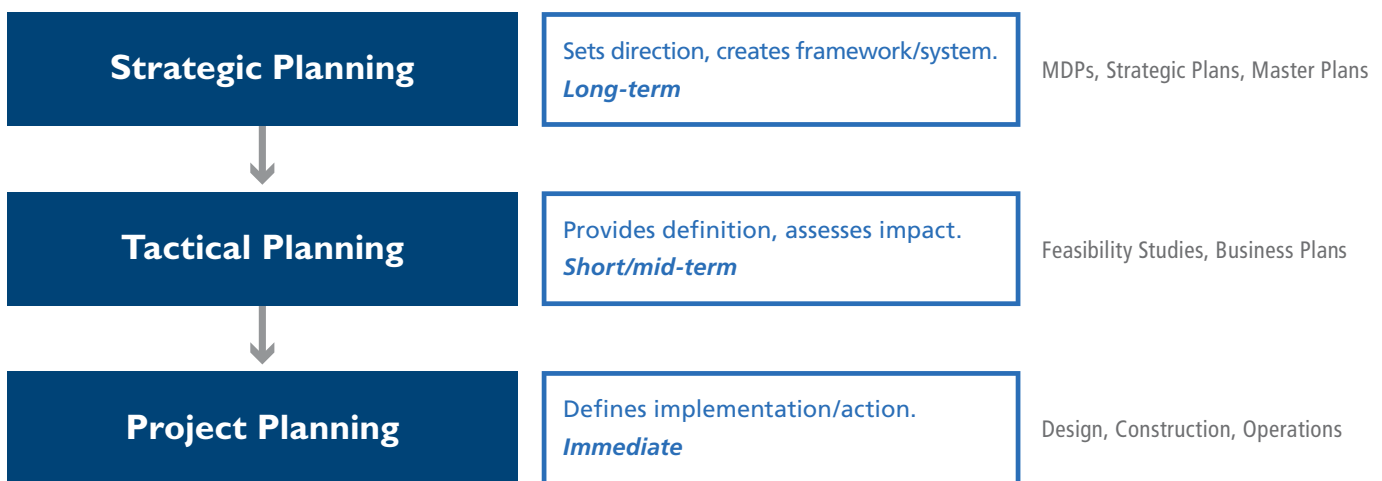 Strategic Planning
Sets direction, creates framework/system.
Long-term
MDPs, Strategic Plans, Master Plans
Tactical Planning
Provides definition, assesses impact.
Short/mid-term
Feasibility Studies, Business Plans
Project Planning
Defines implementation/action.
Immediate
Design, Construction, Operations